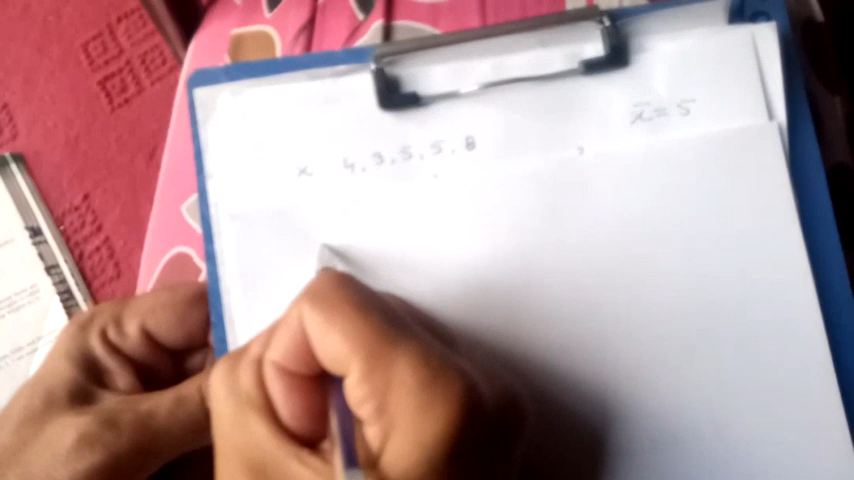 x̄ = 5
x 4, 3, 5, 5, 8